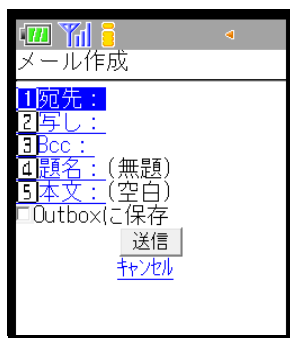 メール作成
1宛先：
2写し：
3Bcc：
4題名：(無題)
5本文：(空白)
Outboxに保存
送信
ｷｬﾝｾﾙ